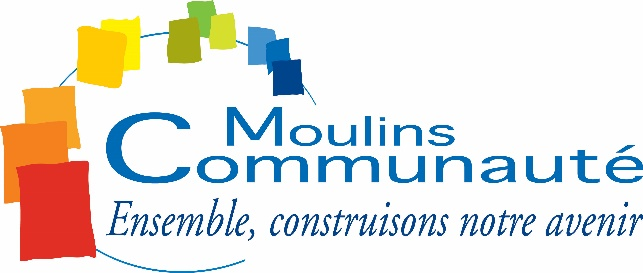 Moulins
Communauté
Ensemble, construisons notre avenir